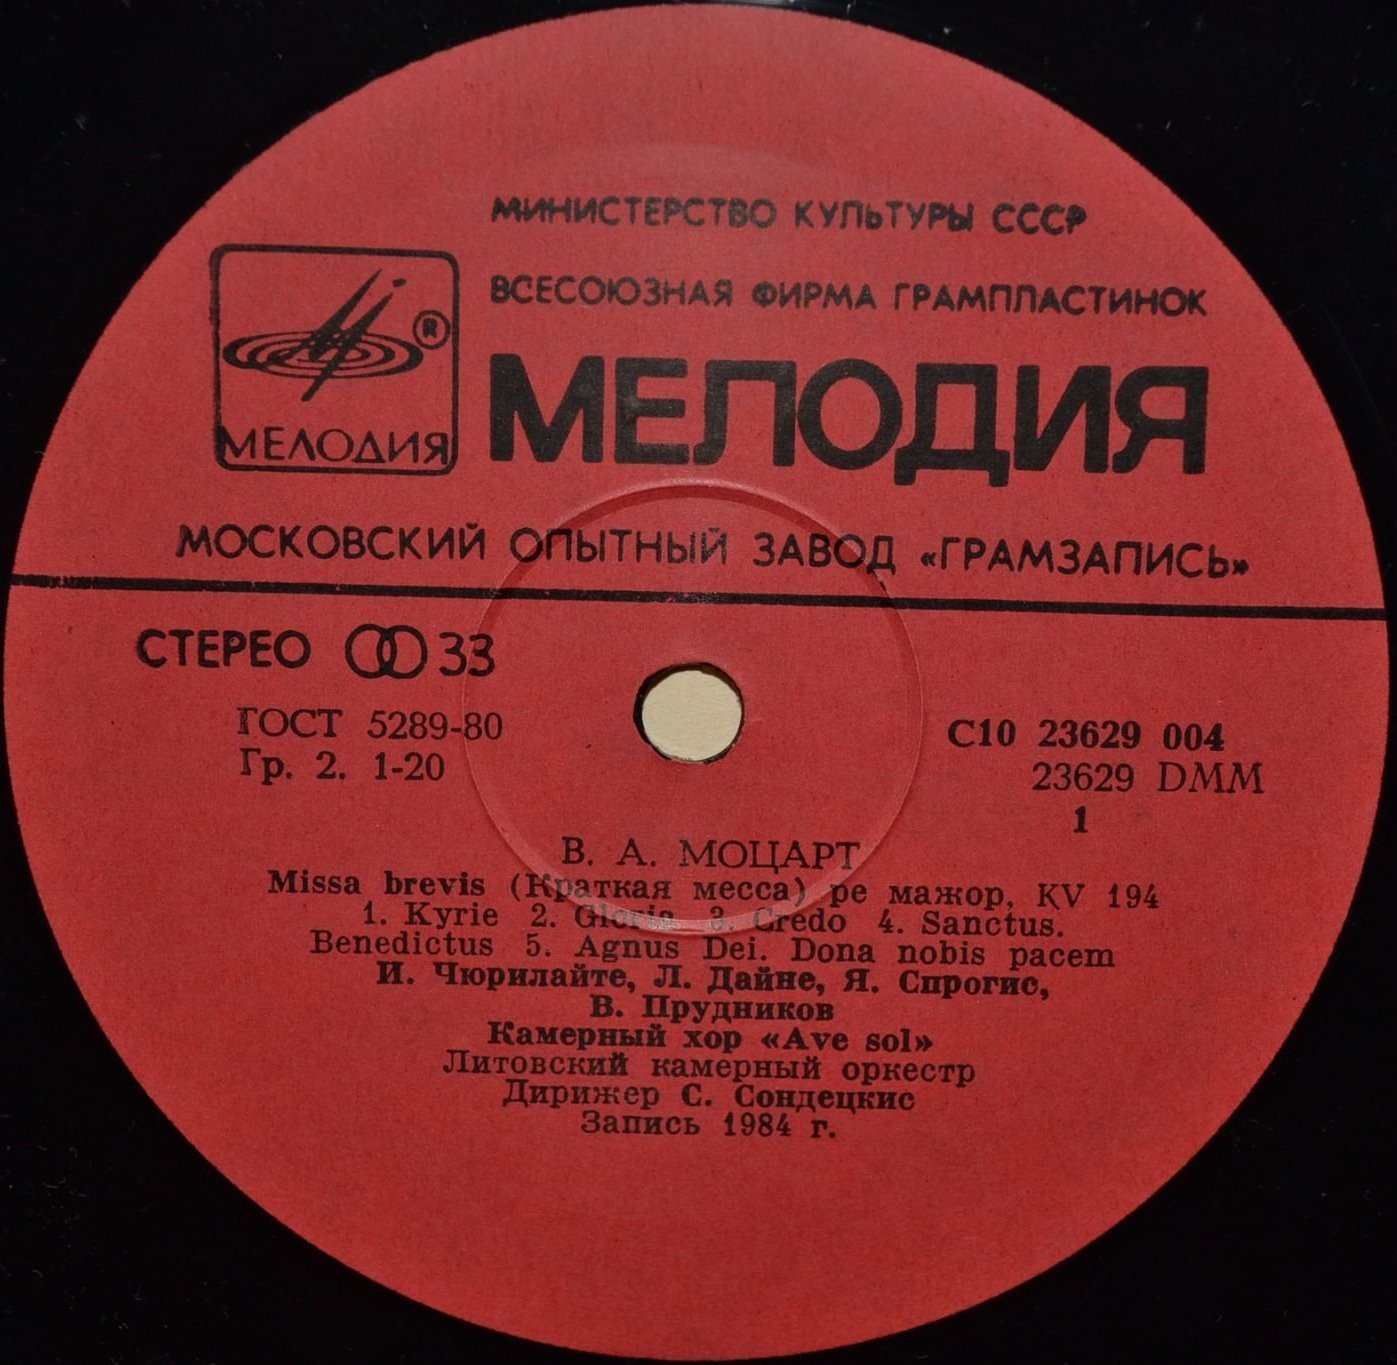 МИНИСТЕРСТВО КУЛЬТУРЫ СССР
ВСЕСОЮЗНАЯ ФИРМА ГРАМПЛАСТИНОК
МЕЛОДИЯ
®
МЕЛОДИЯ
МОСКОВСКИЙ ОПЫТНЫЙ ЗАВОД «ГРАМЗАПИСЬ»
СТЕРЕО 33
ГОСТ 5289-80
Гр. 2. 1-20
С10 23629 004
23629 DMM
1
В. А. МОЦАРТ
Missa brevis (Краткая месса) ре мажор, KV 194
1. Kyrie 2. Gloria 3. Credo 4. Sanctus.
Benedictus 5. Agnus Dei. Dona nobis pacem
И. Чюрилайте, Л. Дайне, Я. Спрогис,
В. Прудников
Камерный хор «Ave sol»
Литовский камерный оркестр
Дирижер С. Сондецкис
Запись 1984 г.